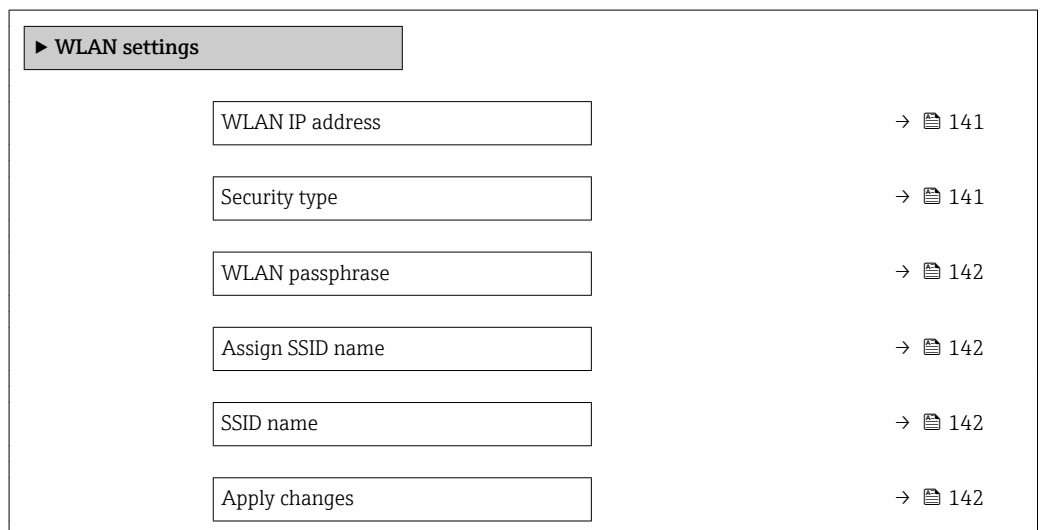 ▶ WLAN settings
WLAN IP address → 141
Security type → 141
WLAN passphrase → 142
Assign SSID name → 142
SSID name → 142
Apply changes → 142